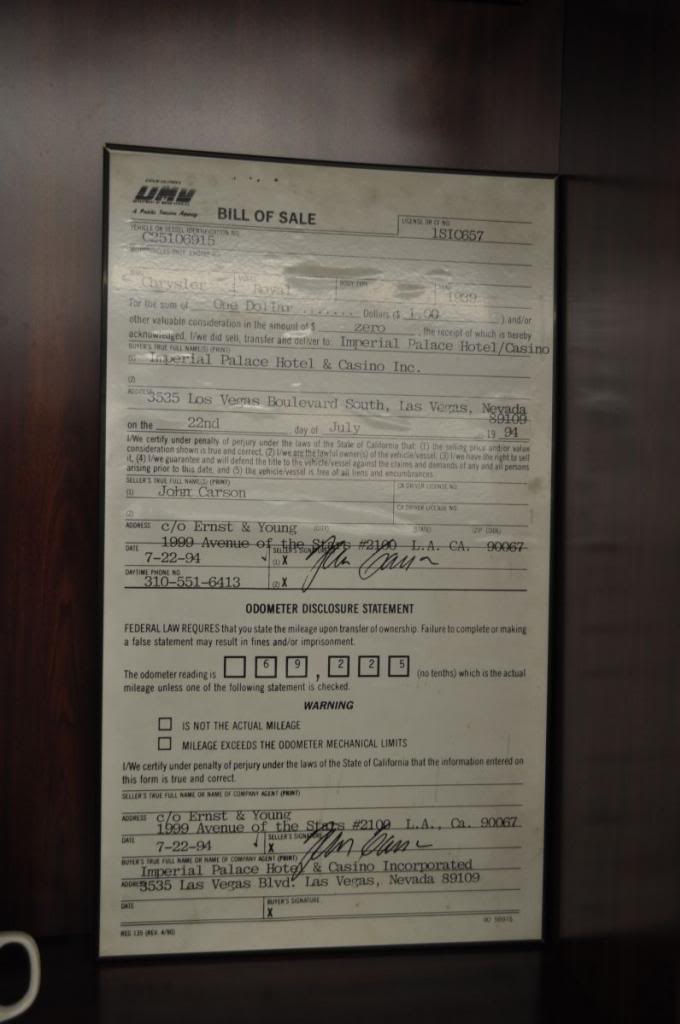 DMV
A Public Service Agency
BILL OF SALE
LICENSE OR CF NO.
1SIC657
VEHICLE OR VESSEL IDENTIFICATION NO.
C25106915
Chrysler Royal 1939
BODY TYPE
for the sum of One Dollar ....... Dollars ($ 1.00 ) and/or
other valuable consideration in the amount of $ zero , the receipt of which is hereby
acknowledged, I/we did sell, transfer and deliver to: Imperial Palace Hotel/Casino
BUYER'S TRUE FULL NAME(S) (PRINT)
(1) Imperial Palace Hotel & Casino Inc.
(2)
ADDRESS 3535 Los Vegas Boulevard South, Las Vegas, Nevada
89109
on the 22nd day of July 19 94
I/We certify under penalty of perjury under the laws of the State of California that: (1) the selling price and/or value
consideration shown is true and correct, (2) I/we are the lawful owner(s) of the vehicle/vessel, (3) I/we have the right to sell
it, (4) I/we guarantee and will defend the title to the vehicle/vessel against the claims and demands of any and all persons
arising prior to this date, and (5) the vehicle/vessel is free of all liens and encumbrances.
SELLER'S TRUE FULL NAME(S) (PRINT)
(1) John Carson
CA DRIVER LICENSE NO.
(2)
CA DRIVER LICENSE NO.
ADDRESS c/o Ernst & Young (CITY) (STATE) (ZIP CODE)
1999 Avenue of the Stars #2100 L.A. CA. 90067
DATE SELLER'S SIGNATURE
7-22-94 (1) X John Carson
DAYTIME PHONE NO.
310-551-6413 (2) X
ODOMETER DISCLOSURE STATEMENT
FEDERAL LAW REQURES that you state the mileage upon transfer of ownership. Failure to complete or making
a false statement may result in fines and/or imprisonment.
The odometer reading is 6 9 , 2 2 5 (no tenths) which is the actual
mileage unless one of the following statement is checked.
WARNING
IS NOT THE ACTUAL MILEAGE
MILEAGE EXCEEDS THE ODOMETER MECHANICAL LIMITS
I/We certify under penalty of perjury under the laws of the State of California that the information entered on
this form is true and correct.
SELLER'S TRUE FULL NAME OR NAME OF COMPANY AGENT (PRINT)
ADDRESS c/o Ernst & Young
1999 Avenue of the Stars #2100 L.A., Ca. 90067
DATE SELLER'S SIGNATURE
7-22-94 X John Carson
BUYER'S TRUE FULL NAME OR NAME OF COMPANY AGENT (PRINT)
Imperial Palace Hotel & Casino Incorporated
ADDRESS 3535 Las Vegas Blvd. Las Vegas, Nevada 89109
DATE BUYER'S SIGNATURE
X
REG 135 (REV. 4/90)